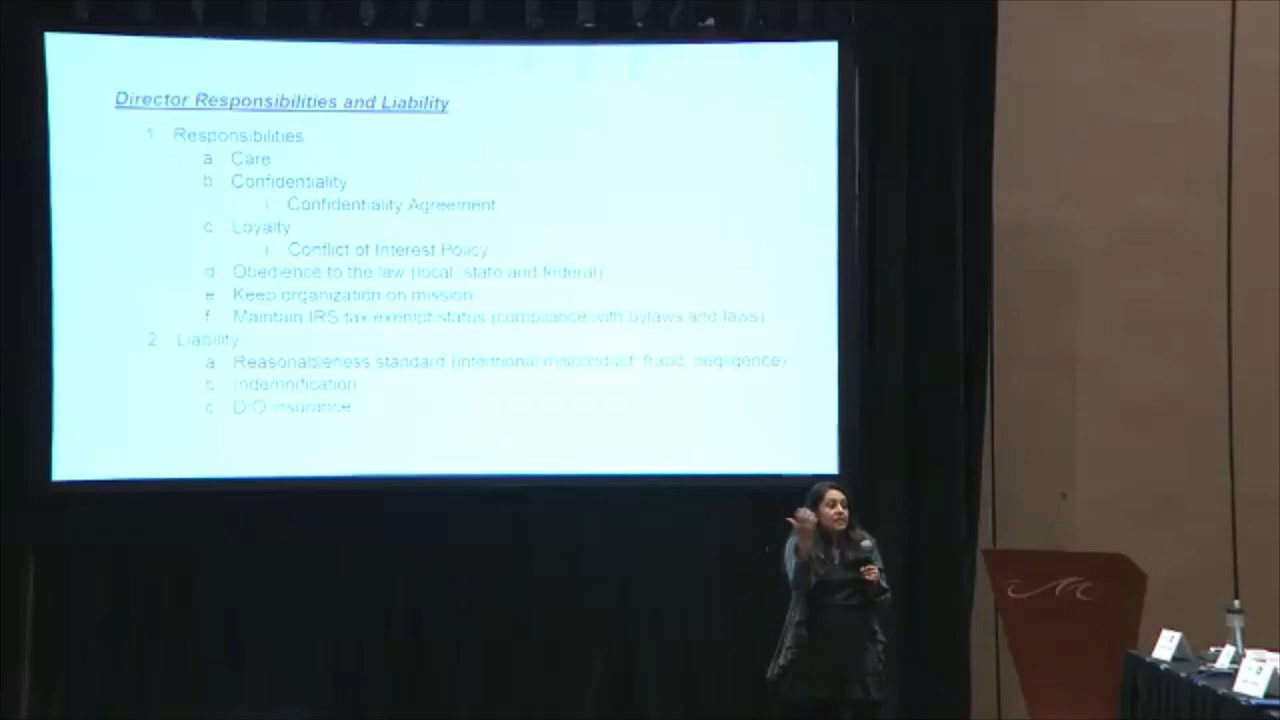 Director Responsibilities and Liability
1 Responsibilities
a Care
b Confidentiality
i Confidentiality Agreement
c Loyalty
i Conflict of Interest Policy
d Obedience to the law (local, state and federal)
e Keep organization on mission
f Maintain IRS tax exempt status (compliance with bylaws and laws)
2 Liability
a Reasonableness standard (intentional misconduct, fraud, negligence)
b Indemnification
c D/O insurance